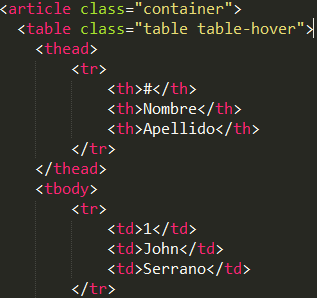 <article class="container">
<table class="table table-hover">
<thead>
<tr>
<th>#</th>
<th>Nombre</th>
<th>Apellido</th>
</tr>
</thead>
<tbody>
<tr>
<td>1</td>
<td>John</td>
<td>Serrano</td>
</tr>